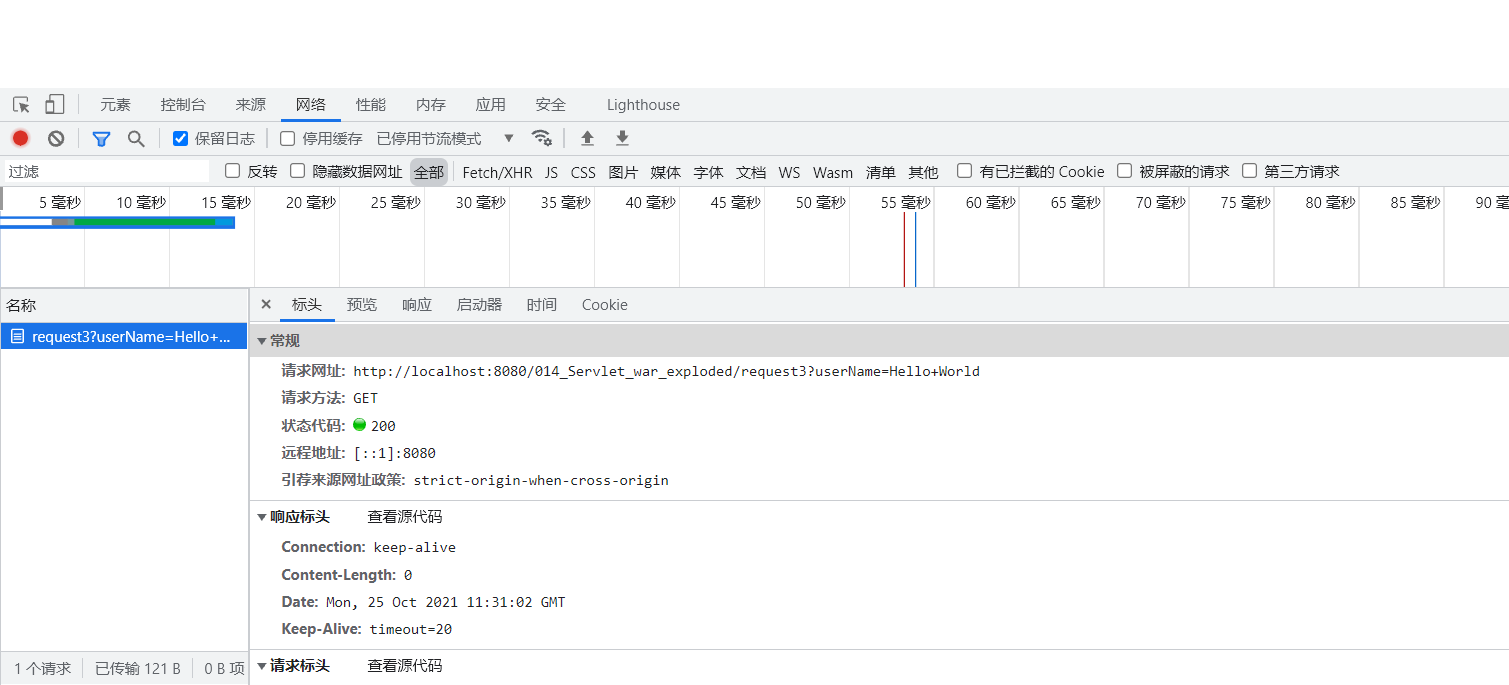 元素 控制台 来源 网络 性能 内存 应用 安全 Lighthouse
保留日志 停用缓存 已停用节流模式
过滤 反转 隐藏数据网址 全部 Fetch/XHR JS CSS 图片 媒体 字体 文档 WS Wasm 清单 其他 有已拦截的 Cookie 被屏蔽的请求 第三方请求
5 毫秒 10 毫秒 15 毫秒 20 毫秒 25 毫秒 30 毫秒 35 毫秒 40 毫秒 45 毫秒 50 毫秒 55 毫秒 60 毫秒 65 毫秒 70 毫秒 75 毫秒 80 毫秒 85 毫秒 90 毫
名称 × 标头 预览 响应 启动器 时间 Cookie
request3?userName=Hello+...
▼常规
请求网址: http://localhost:8080/014_Servlet_war_exploded/request3?userName=Hello+World
请求方法: GET
状态代码: 200
远程地址: [::1]:8080
引荐来源网址政策: strict-origin-when-cross-origin
▼响应标头 查看源代码
Connection: keep-alive
Content-Length: 0
Date: Mon, 25 Oct 2021 11:31:02 GMT
Keep-Alive: timeout=20
▼请求标头 查看源代码
1 个请求 已传输 121 B 0 B 项